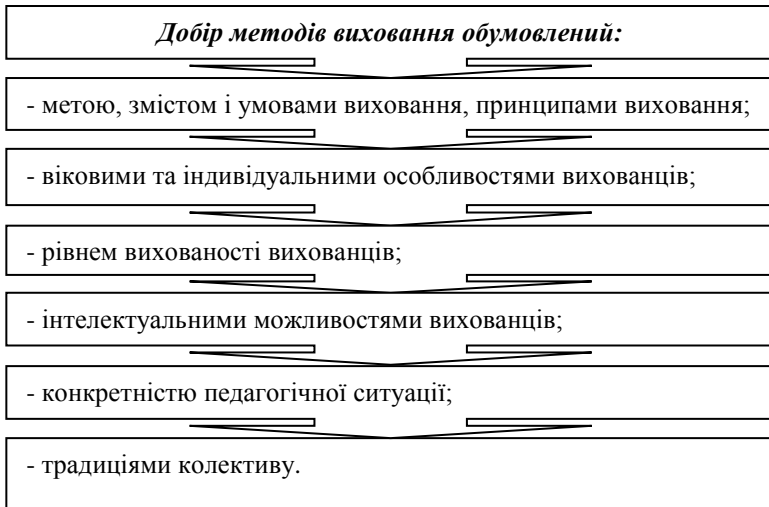 Добір методів виховання обумовлений:
- метою, змістом і умовами виховання, принципами виховання;
- віковими та індивідуальними особливостями вихованців;
- рівнем вихованості вихованців;
- інтелектуальними можливостями вихованців;
- конкретністю педагогічної ситуації;
- традиціями колективу.